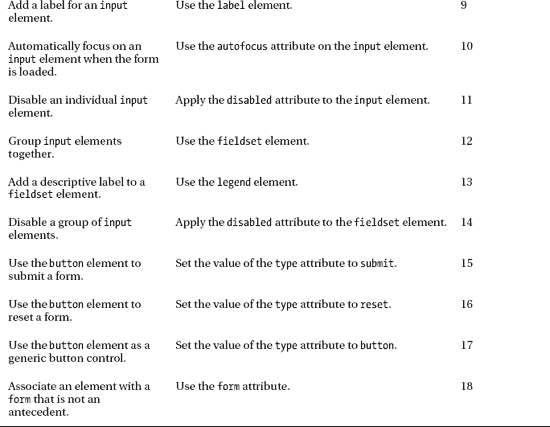 Add a label for an input Use the label element. 9
element.
Automatically focus on an Use the autofocus attribute on the input element. 10
input element when the form
is loaded.
Disable an individual input Apply the disabled attribute to the input element. 11
element.
Group input elements Use the fieldset element. 12
together.
Add a descriptive label to a Use the legend element. 13
fieldset element.
Disable a group of input Apply the disabled attribute to the fieldset element. 14
elements.
Use the button element to Set the value of the type attribute to submit. 15
submit a form.
Use the button element to Set the value of the type attribute to reset. 16
reset a form.
Use the button element as a Set the value of the type attribute to button. 17
generic button control.
Associate an element with a Use the form attribute. 18
form that is not an
antecedent.